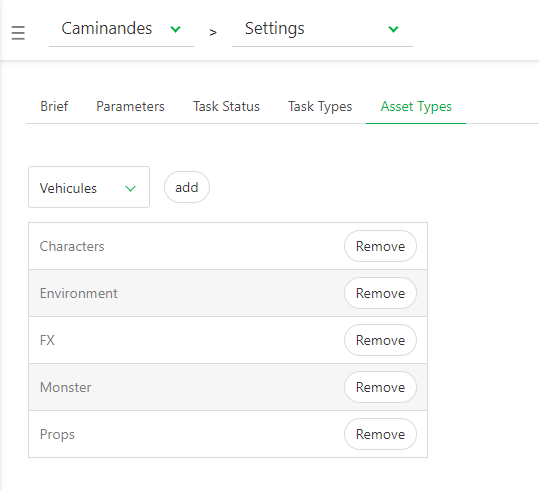 Caminandes > Settings
Brief Parameters Task Status Task Types Asset Types
Vehicules add
Characters Remove
Environment Remove
FX Remove
Monster Remove
Props Remove